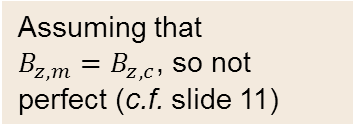 Assuming that
B_{z,m} = B_{z,c}, so not
perfect (c.f. slide 11)